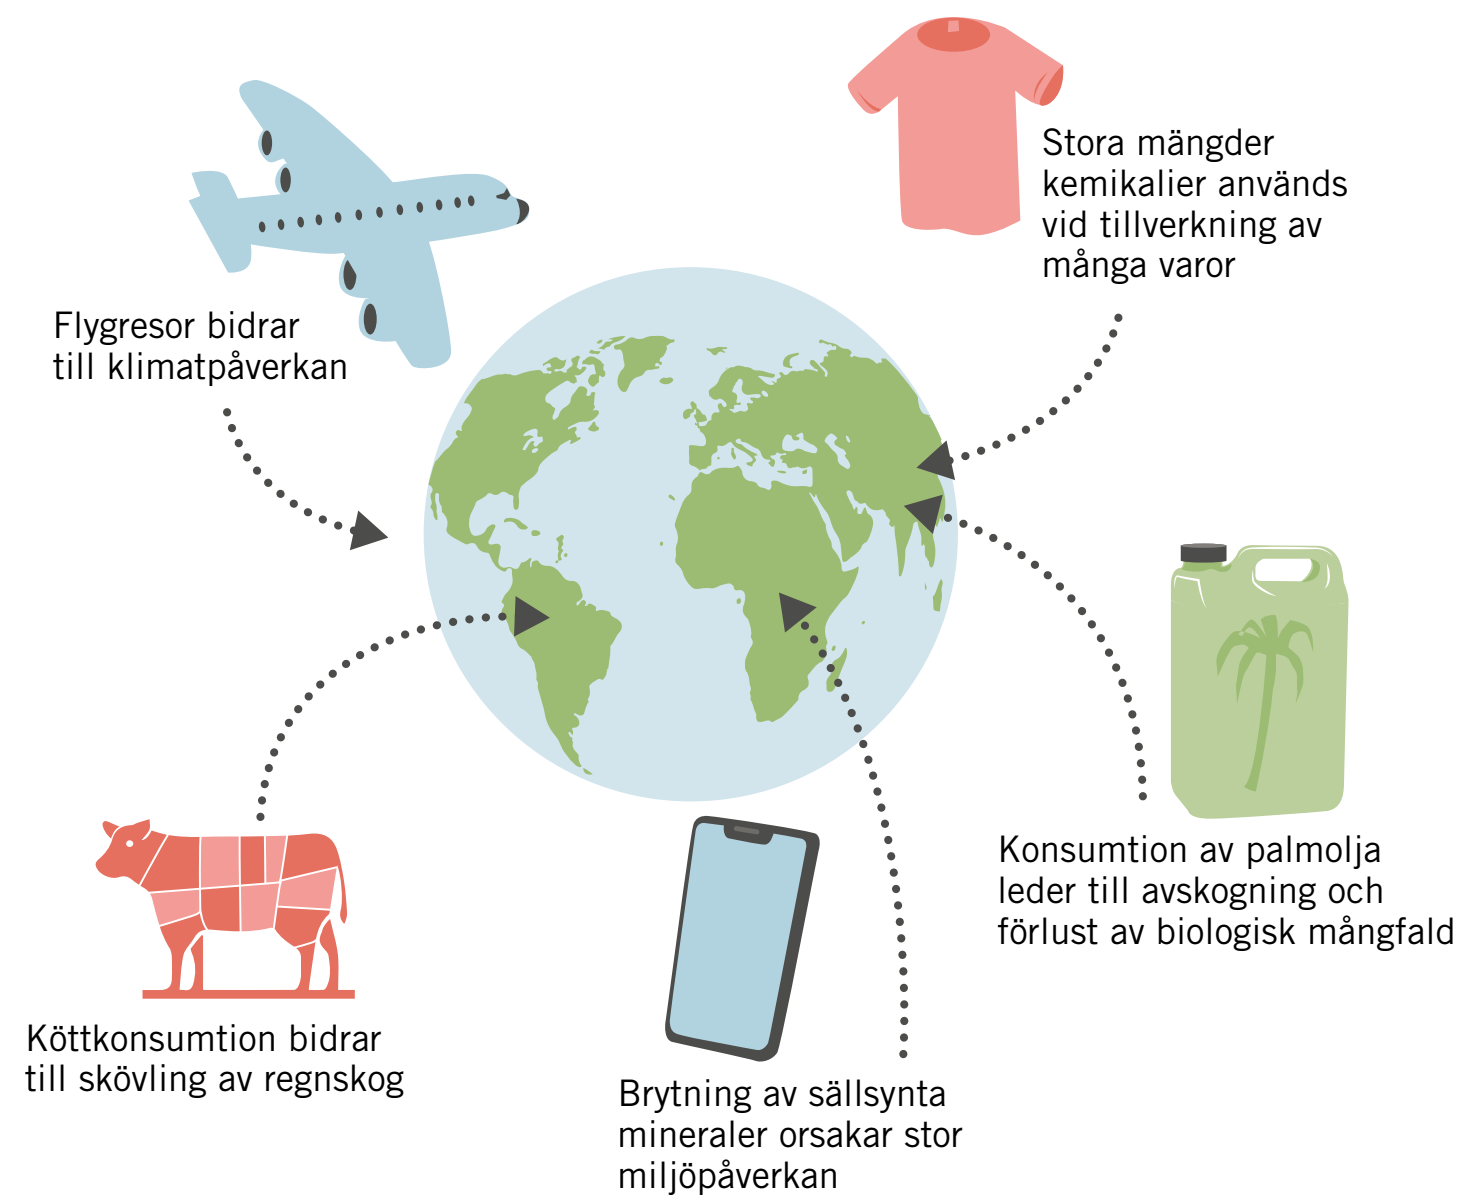 Stora mängder
kemikalier används
vid tillverkning av
många varor
Flygresor bidrar
till klimatpåverkan
Konsumtion av palmolja
leder till avskogning och
förlust av biologisk mångfald
Köttkonsumtion bidrar
till skövling av regnskog
Brytning av sällsynta
mineraler orsakar stor
miljöpåverkan